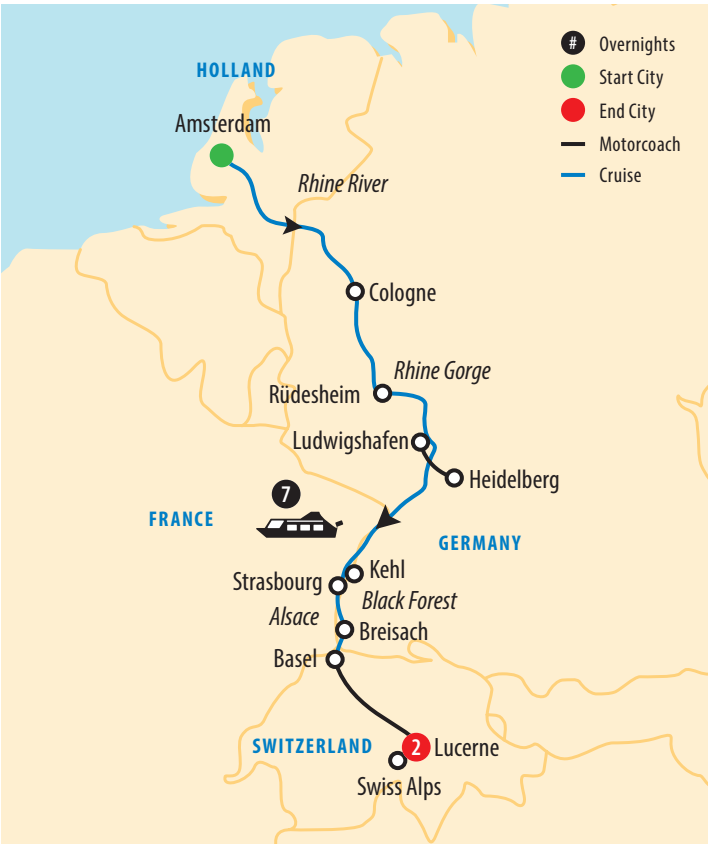 HOLLAND
Amsterdam
Rhine River
Cologne
Rhine Gorge
Rüdesheim
Ludwigshafen
Heidelberg
7
FRANCE
GERMANY
Kehl
Strasbourg
Black Forest
Alsace
Breisach
Basel
SWITZERLAND
2 Lucerne
Swiss Alps
# Overnights
Start City
End City
Motorcoach
Cruise